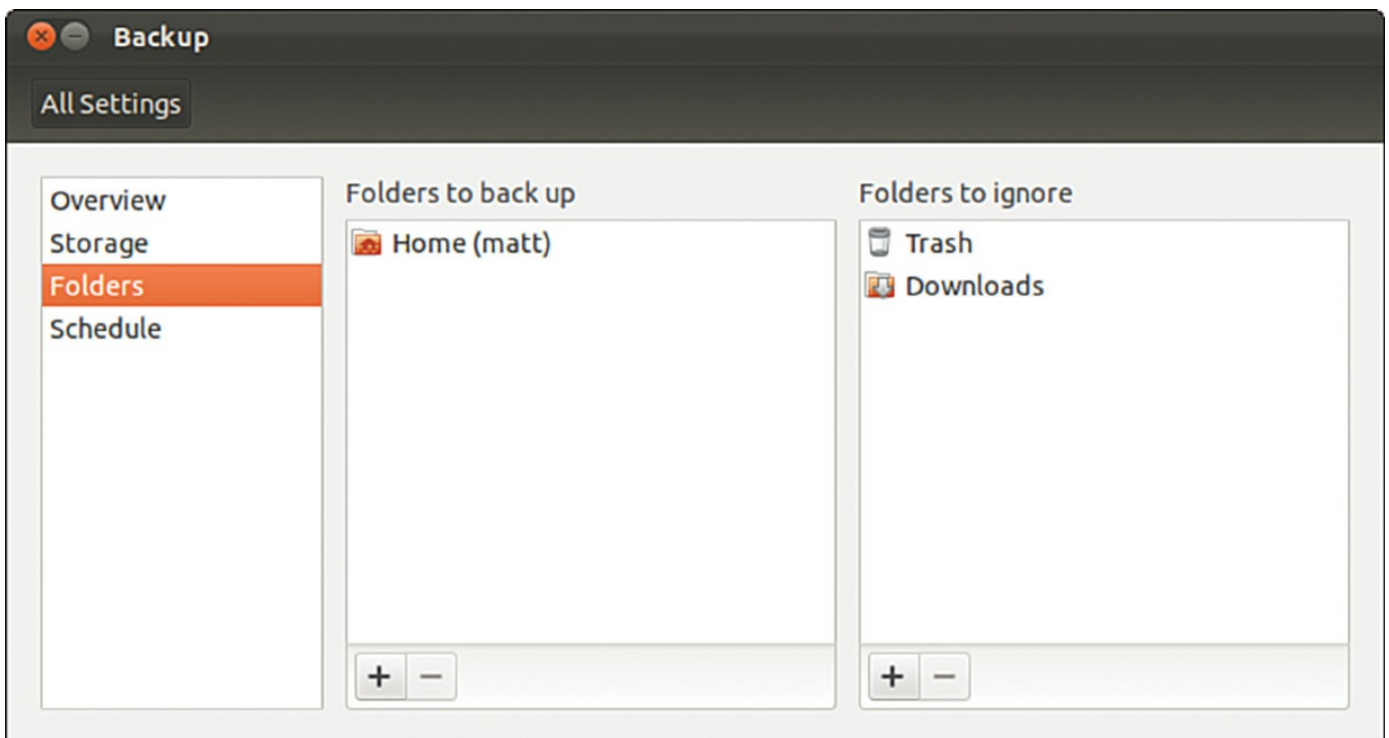 Backup
All Settings
Overview
Storage
Folders
Schedule
Folders to back up
Home (matt)
Folders to ignore
Trash
Downloads